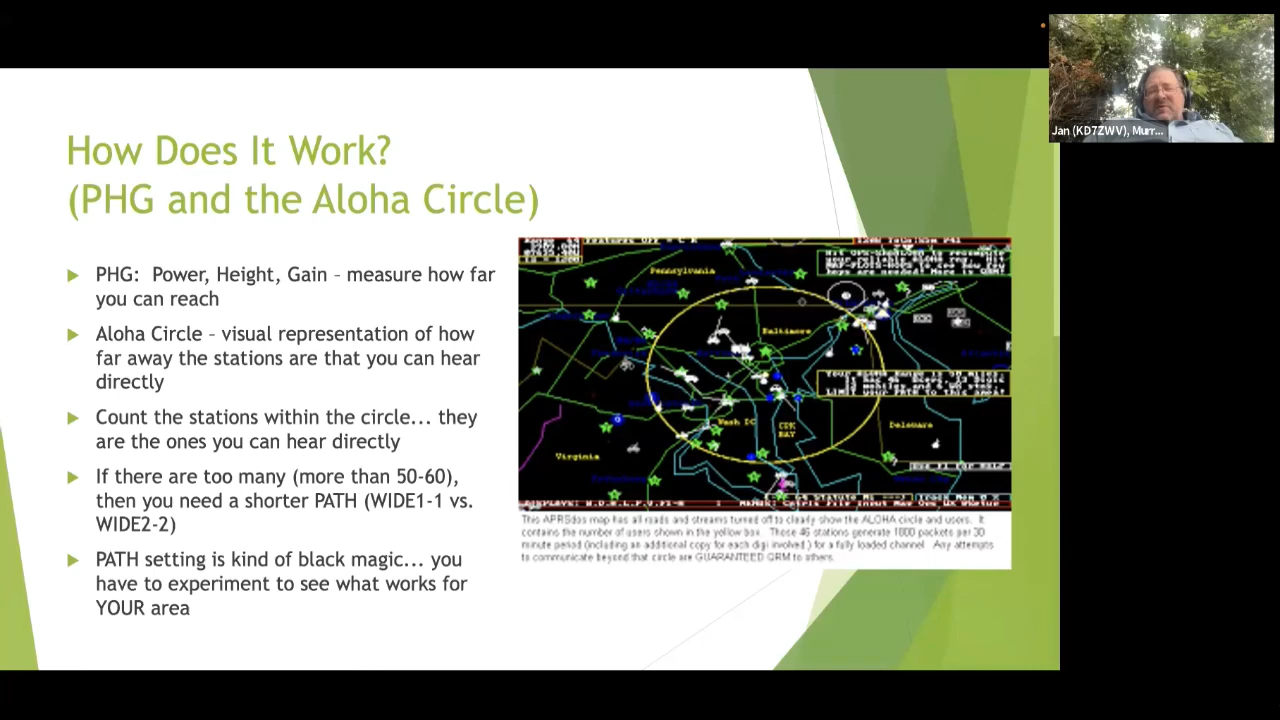 Jan (KD7ZWV), Murr...
How Does It Work?
(PHG and the Aloha Circle)
PHG: Power, Height, Gain – measure how far
you can reach
Aloha Circle – visual representation of how
far away the stations are that you can hear
directly
Count the stations within the circle... they
are the ones you can hear directly
If there are too many (more than 50-60),
then you need a shorter PATH (WIDE1-1 vs.
WIDE2-2)
PATH setting is kind of black magic... you
have to experiment to see what works for
YOUR area
Pennsylvania
Baltimore
Wash DC
Delaware
Virginia
This APRSdos map has all roads and streams turned off to clearly show the ALOHA circle and users. It
contains the number of users shown in the yellow box. Those 46 stations generate 1800 packets per 30
minute period (including an additional copy for each digi involved.) for a fully loaded channel. Any attempts
to communicate beyond that circle are GUARANTEED QRM to others.